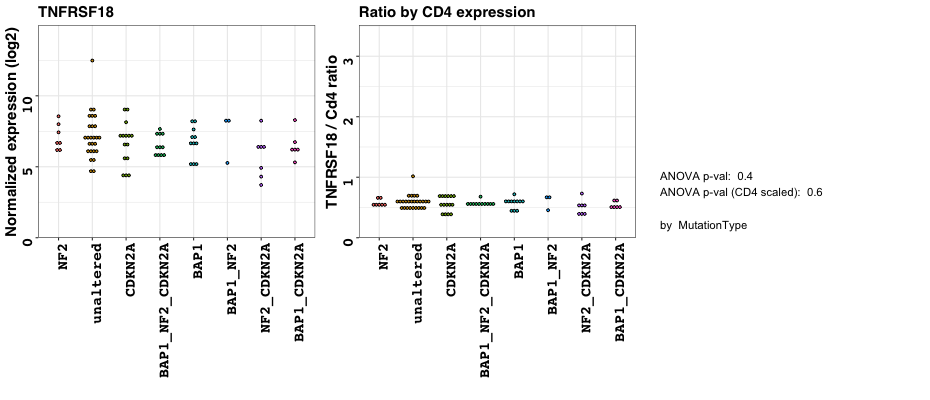 TNFRSF18
Normalized expression (log2)
0
5
10
NF2
unaltered
CDKN2A
BAP1_NF2_CDKN2A
BAP1
BAP1_NF2
NF2_CDKN2A
BAP1_CDKN2A
Ratio by CD4 expression
TNFRSF18 / Cd4 ratio
0
1
2
3
NF2
unaltered
CDKN2A
BAP1_NF2_CDKN2A
BAP1
BAP1_NF2
NF2_CDKN2A
BAP1_CDKN2A
ANOVA p-val: 0.4
ANOVA p-val (CD4 scaled): 0.6
by MutationType